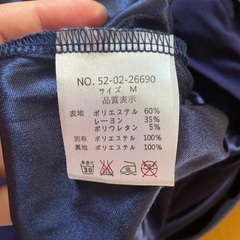 NO. 52-02-26690
サイズ M
品質表示
表地 ポリエステル 60%
レーヨン 35%
ポリウレタン 5%
別布 ポリエステル 100%
裏地 ポリエステル 100%